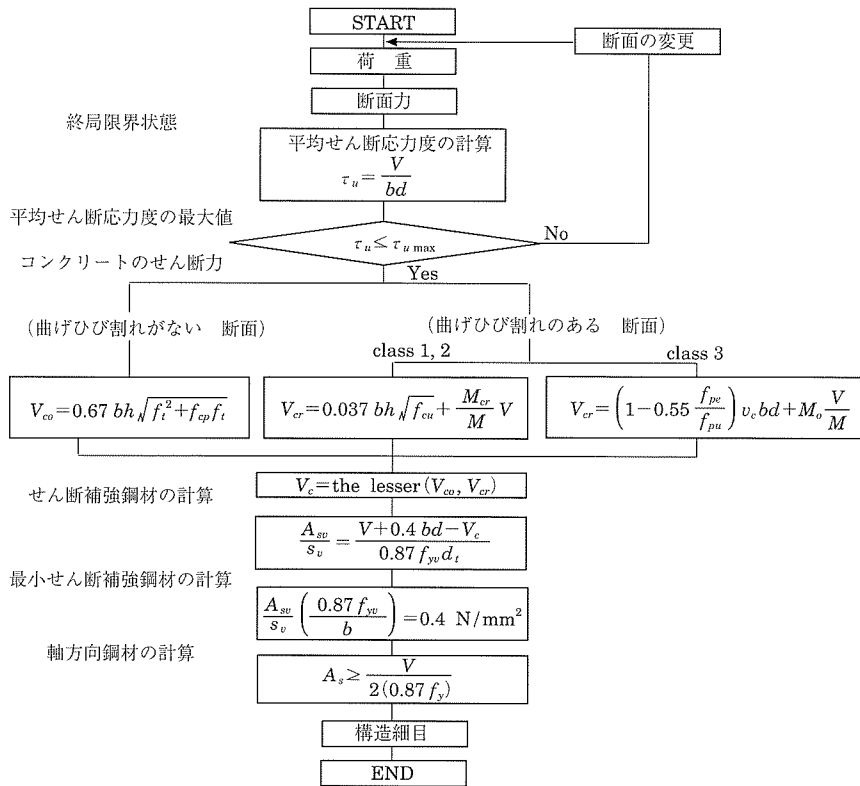 START
断面の変更
荷　重
断面力
終局限界状態
平均せん断応力度の計算
τu = V/bd
平均せん断応力度の最大値
τu ≤ τu max
No
コンクリートのせん断力
Yes
(曲げひび割れがない　断面)
(曲げひび割れのある　断面)
class 1, 2
class 3
Vco = 0.67 bh√(ft² + fcp ft)
Vcr = 0.037 bh√fcu + (Mcr/M) V
Vcr = (1 − 0.55 fpe/fpu) υc bd + Mo V/M
せん断補強鋼材の計算
Vc = the lesser (Vco, Vcr)
Asv/sv = (V + 0.4 bd − Vc)/(0.87 fyv dt)
最小せん断補強鋼材の計算
Asv/sv (0.87 fyv/b) = 0.4 N/mm²
軸方向鋼材の計算
As ≥ V/2(0.87 fy)
構造細目
END